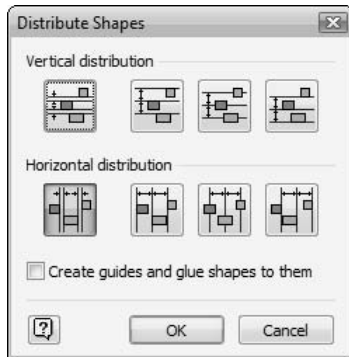 Distribute Shapes
Vertical distribution
Horizontal distribution
Create guides and glue shapes to them
?
OK
Cancel